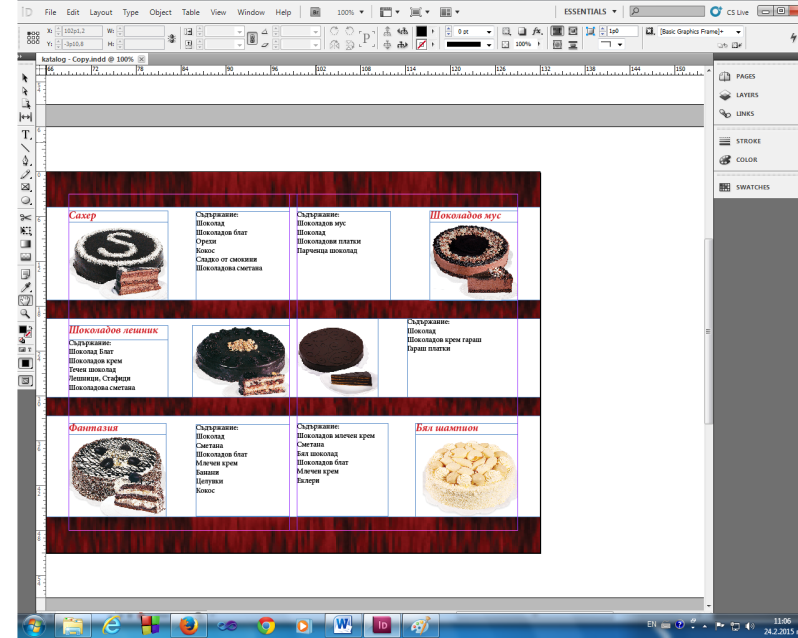 ID File Edit Layout Type Object Table View Window Help Br 100% ESSENTIALS CS Live
X: 102p1,2 W: 0 pt 1p0 [Basic Graphics Frame]+
Y: -3p10,8 H: 100%
katalog - Copy.indd @ 100%
66 72 78 84 90 96 102 108 114 120 126 132 138 144 150
PAGES
LAYERS
LINKS
STROKE
COLOR
SWATCHES
Сахер
Съдържание:
Шоколад
Шоколадов блат
Орехи
Кокос
Сладко от смокини
Шоколадова сметана
Съдържание:
Шоколадов мус
Шоколад
Шоколадови платки
Парченца шоколад
Шоколадов мус
Шоколадов лешник
Съдържание:
Шоколад Блат
Шоколадов крем
Течен шоколад
Лешници, Стафиди
Шоколадова сметана
Съдържание:
Шоколад
Шоколадов крем гараш
Гараш платки
Фантазия
Съдържание:
Шоколад
Сметана
Шоколадов блат
Млечен крем
Банани
Целувки
Кокос
Съдържание:
Шоколадов млечен крем
Сметана
Бял шоколад
Шоколадов блат
Млечен крем
Еклери
Бял шампион
EN 11:06
24.2.2015